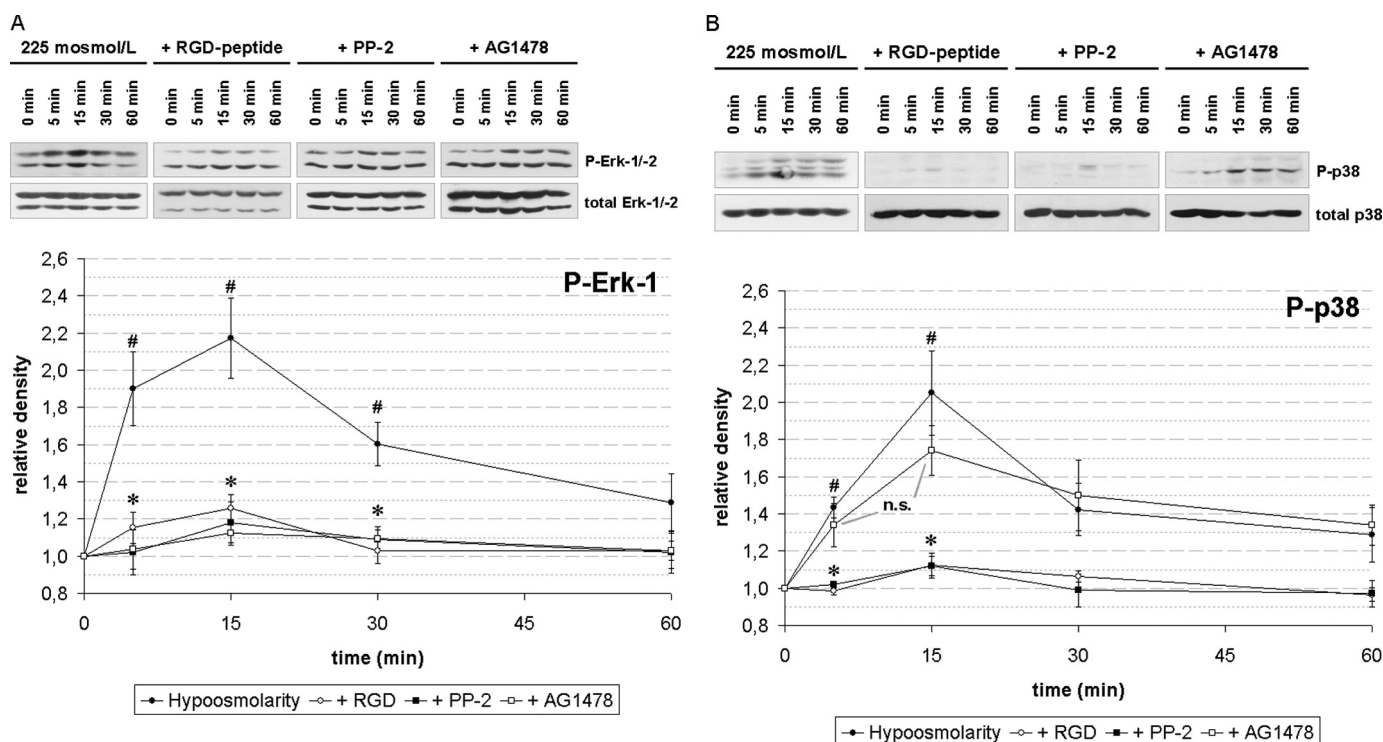 A
225 mosmol/L + RGD-peptide + PP-2 + AG1478
0 min 5 min 15 min 30 min 60 min 0 min 5 min 15 min 30 min 60 min 0 min 5 min 15 min 30 min 60 min 0 min 5 min 15 min 30 min 60 min
P-Erk-1/-2
total Erk-1/-2
P-Erk-1
relative density
2,6
2,4
2,2
2,0
1,8
1,6
1,4
1,2
1,0
0,8
# # #
* * *
0 15 30 45 60
time (min)
Hypoosmolarity + RGD + PP-2 + AG1478
B
225 mosmol/L + RGD-peptide + PP-2 + AG1478
0 min 5 min 15 min 30 min 60 min 0 min 5 min 15 min 30 min 60 min 0 min 5 min 15 min 30 min 60 min 0 min 5 min 15 min 30 min 60 min
P-p38
total p38
P-p38
relative density
2,6
2,4
2,2
2,0
1,8
1,6
1,4
1,2
1,0
0,8
# #
n.s.
* *
0 15 30 45 60
time (min)
Hypoosmolarity + RGD + PP-2 + AG1478